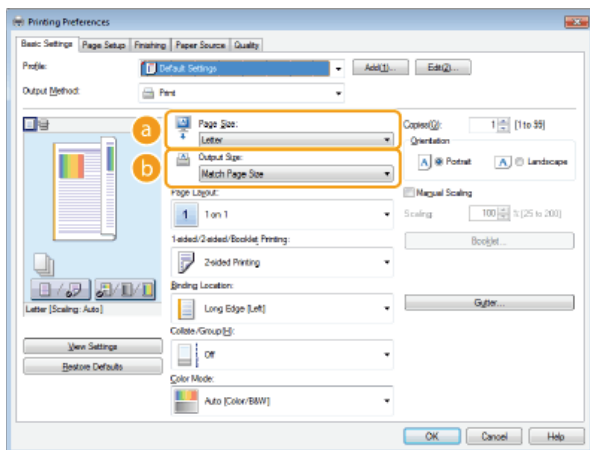 Printing Preferences
Basic Settings Page Setup Finishing Paper Source Quality
Profile: Default Settings Add(1)... Edit(2)...
Output Method: Print
a Page Size: Copies(Q): 1 [1 to 99]
Letter Orientation
b Output Size: A Portrait A Landscape
Match Page Size
Page Layout: Manual Scaling
1 1 on 1 Scaling: 100 % [25 to 200]
1-sided/2-sided/Booklet Printing: Booklet...
2-sided Printing
Binding Location:
Letter [Scaling: Auto] Long Edge [Left] Gutter...
Collate/Group(H):
View Settings Off
Restore Defaults
Color Mode:
Auto [Color/B&W]
OK Cancel Help